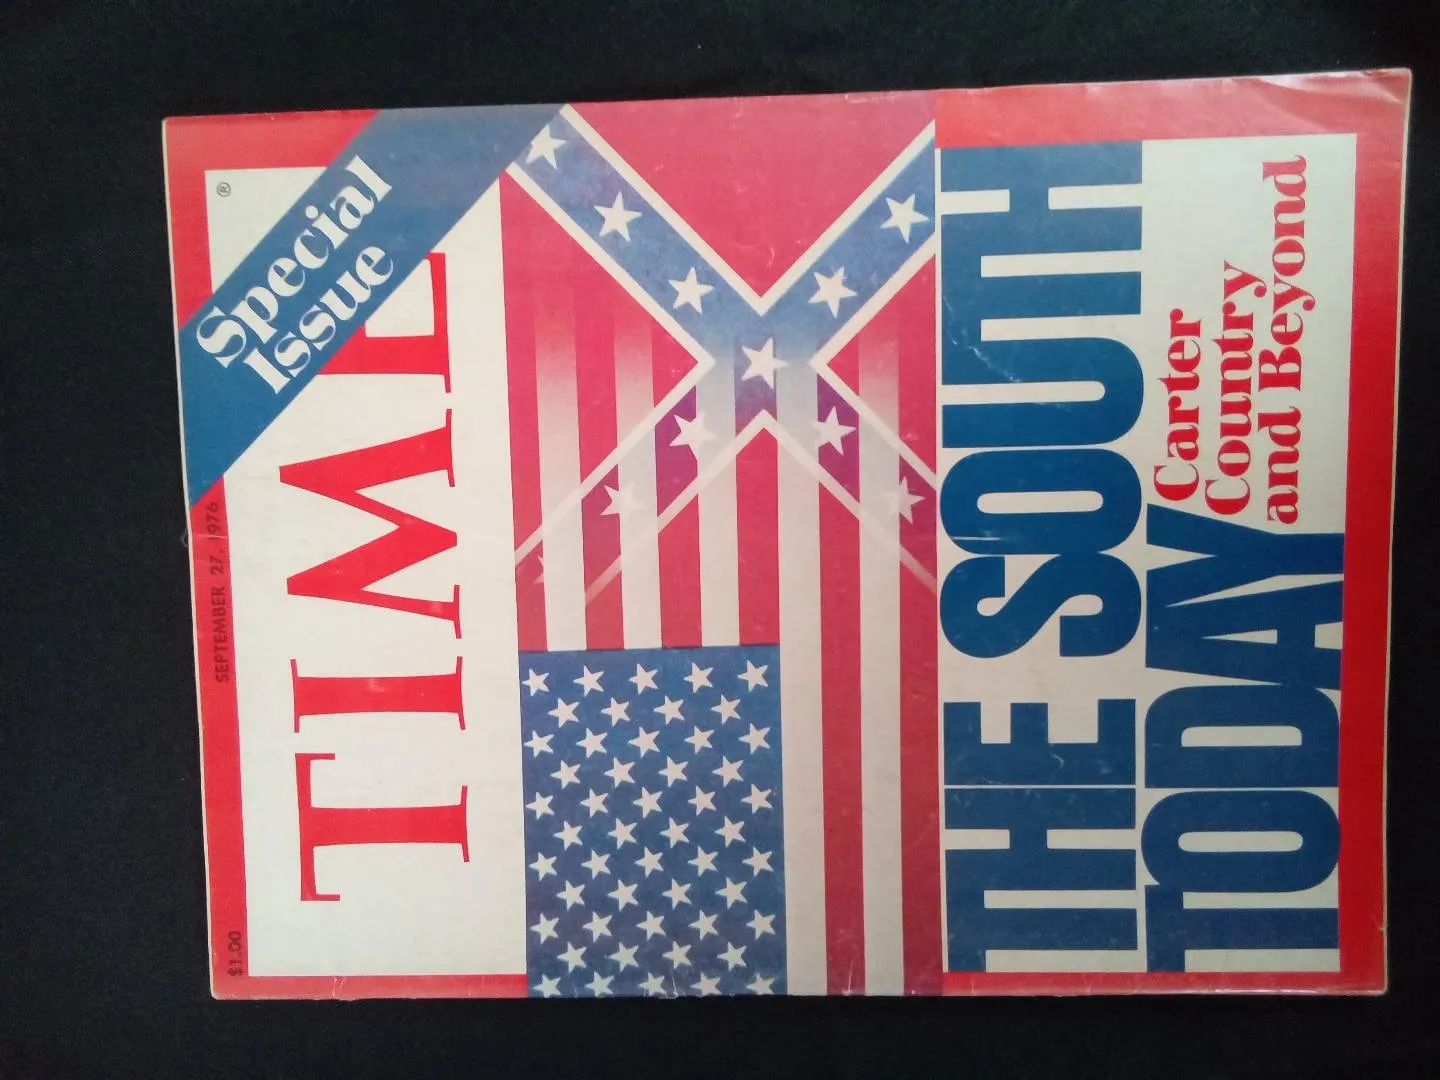 $1.00
SEPTEMBER 27, 1976
®
Special
Issue
TIME
THE SOUTH
TODAY
Carter
Country
and Beyond